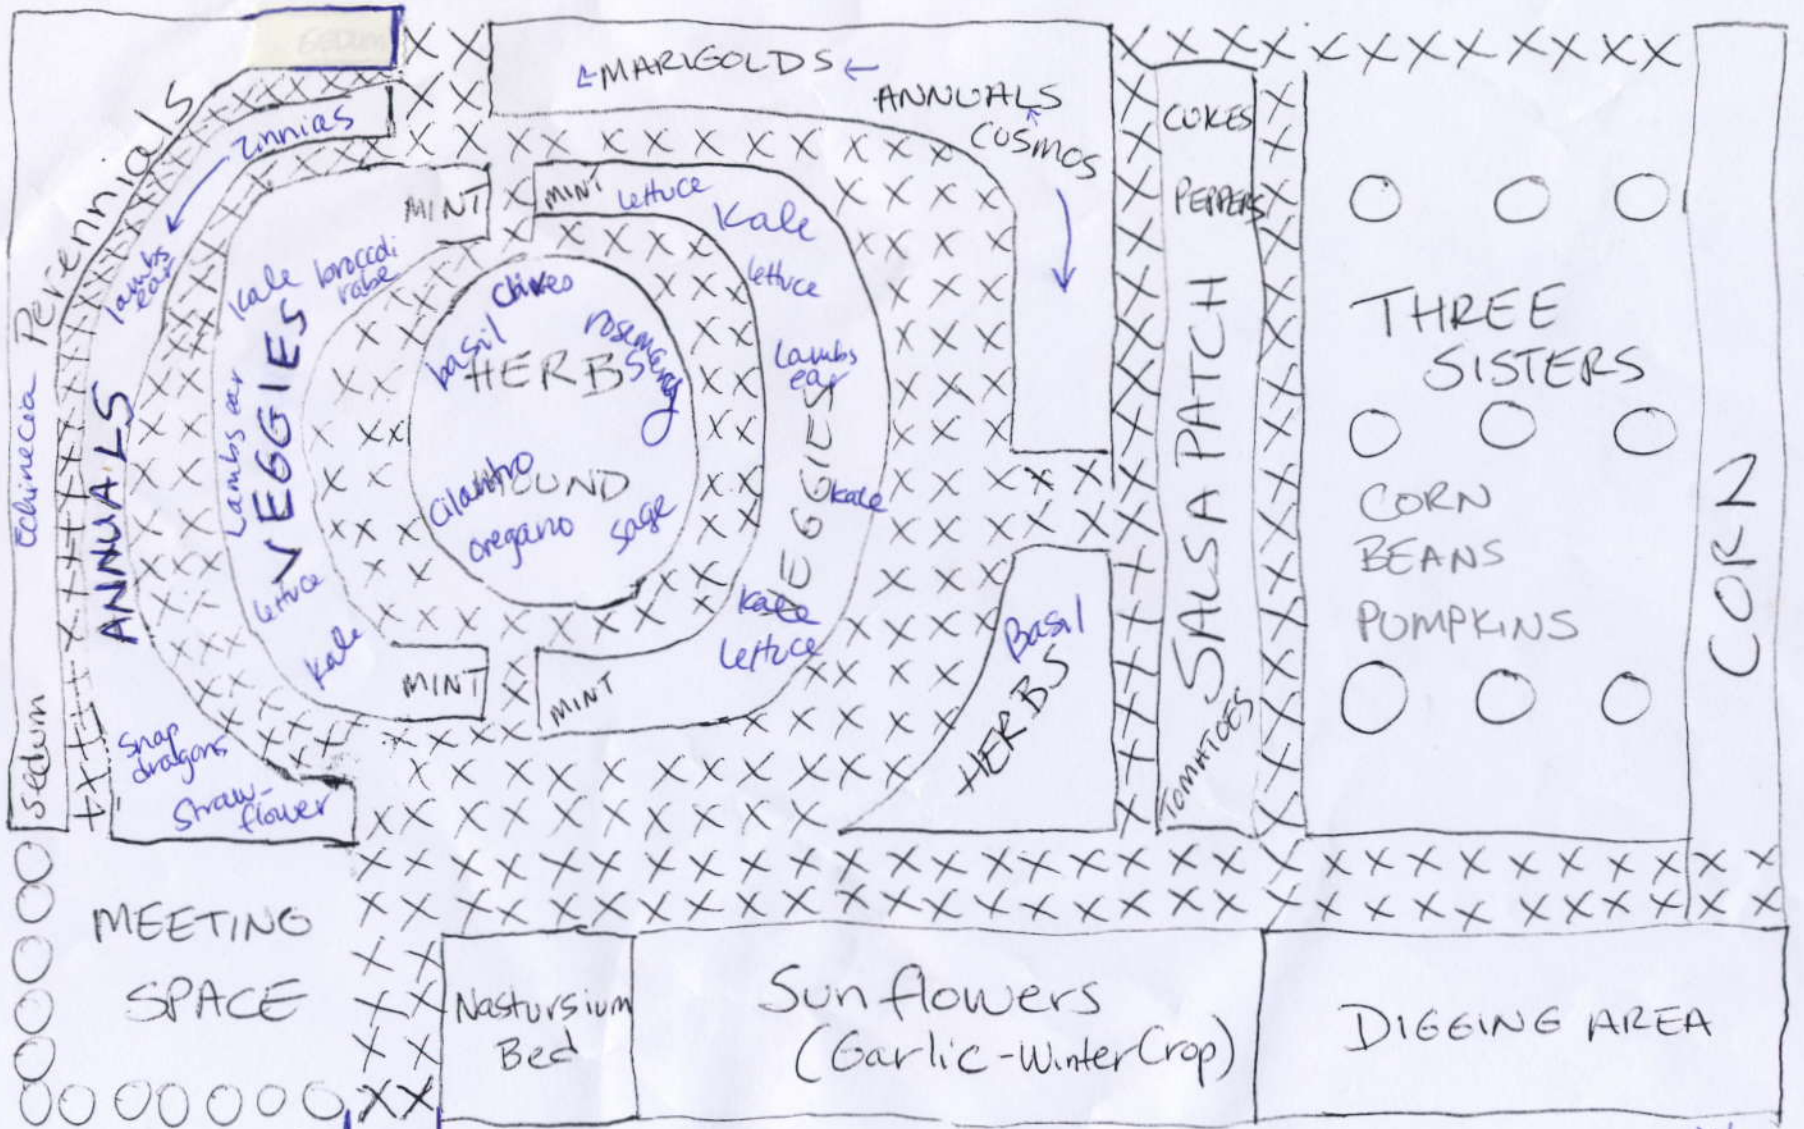 SEDUM
Perennials
Echinecia
sedum
Zinnias
lambs
ear
ANNUALS
Snap
dragons
Straw-
flower
MARIGOLDS
ANNUALS
COSMOS
MINT
Kale
broccoli
rabe
Lambs ear
VEGGIES
lettuce
Kale
MINT
MINT
lettuce
Kale
lettuce
Lambs
ear
VEGGIES
kale
Kale
lettuce
MINT
Chives
basil
rosemary
HERBS
MOUND
Cilantro
oregano
sage
Basil
HERBS
CUKES
PEPPERS
SALSA PATCH
TOMATOES
THREE
SISTERS
CORN
BEANS
PUMPKINS
CORN
MEETING
SPACE
Nastursium
Bed
Sunflowers
(Garlic-Winter Crop)
DIGGING AREA